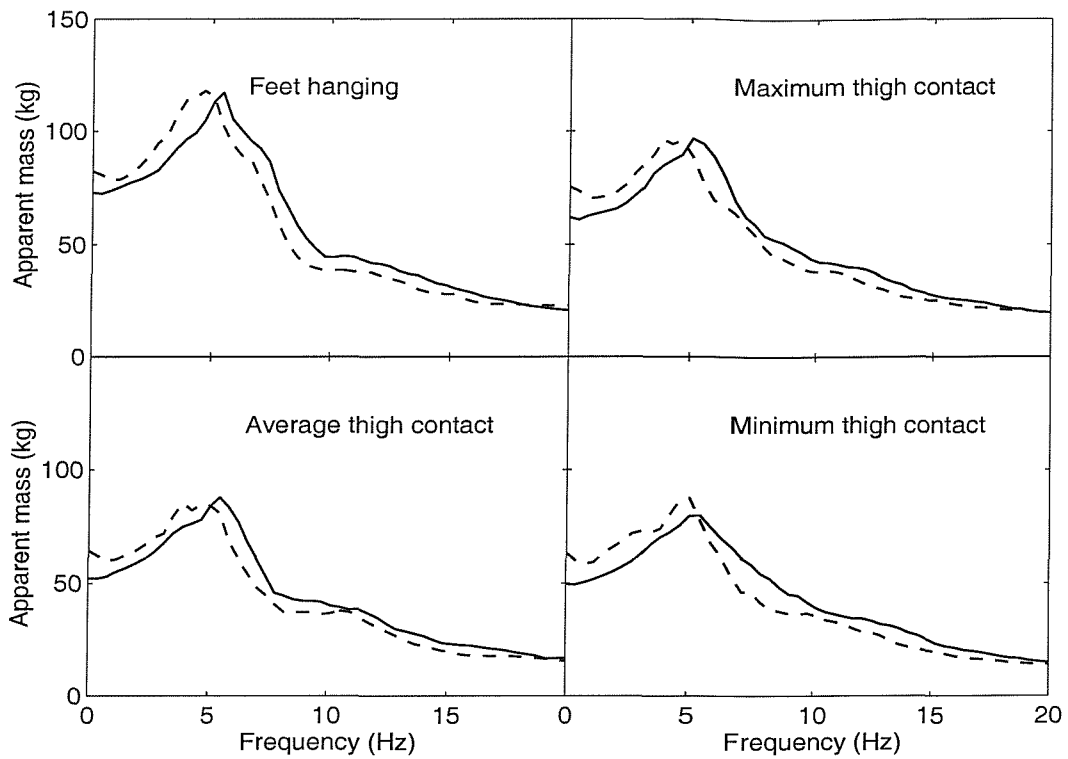 150
Feet hanging
Maximum thigh contact
Apparent mass (kg)
100
50
0
Average thigh contact
Minimum thigh contact
Apparent mass (kg)
100
50
0
0 5 10 15 0 5 10 15 20
Frequency (Hz) Frequency (Hz)